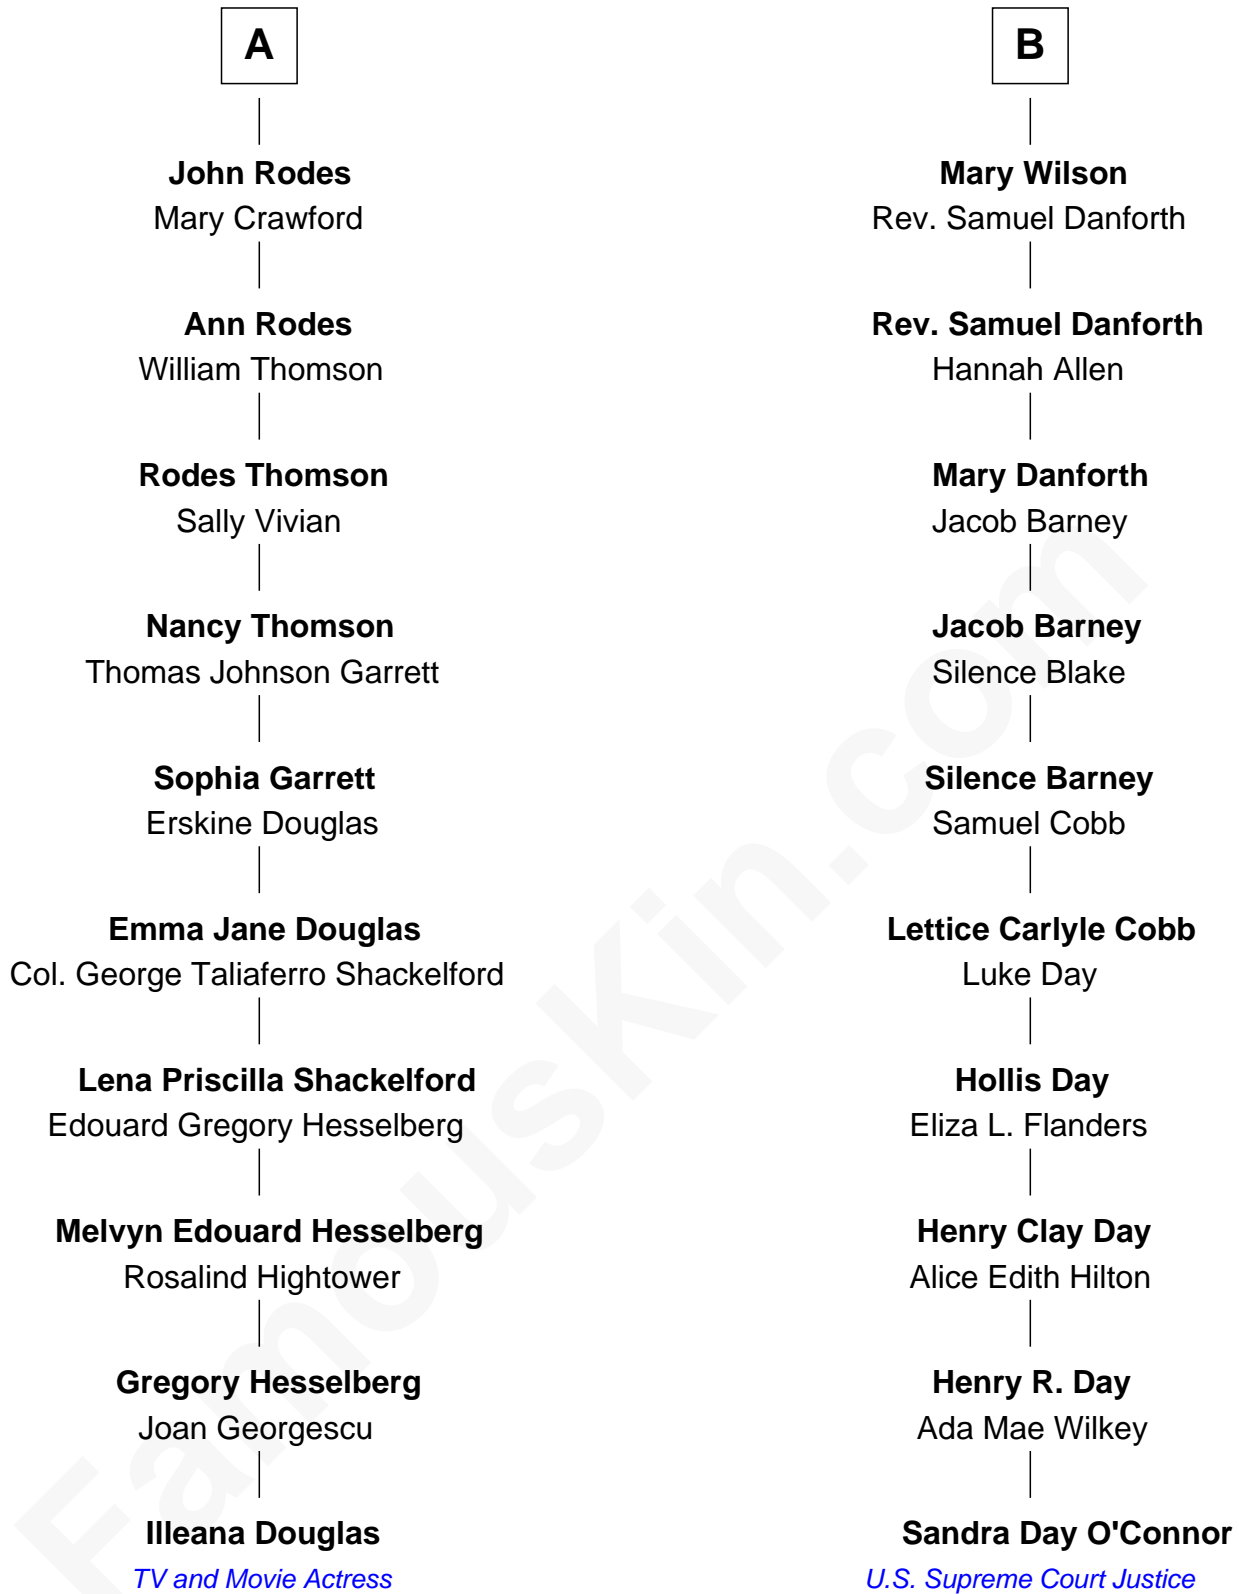 A
John Rodes
Mary Crawford
Ann Rodes
William Thomson
Rodes Thomson
Sally Vivian
Nancy Thomson
Thomas Johnson Garrett
Sophia Garrett
Erskine Douglas
Emma Jane Douglas
Col. George Taliaferro Shackelford
Lena Priscilla Shackelford
Edouard Gregory Hesselberg
Melvyn Edouard Hesselberg
Rosalind Hightower
Gregory Hesselberg
Joan Georgescu
Illeana Douglas
TV and Movie Actress
B
Mary Wilson
Rev. Samuel Danforth
Rev. Samuel Danforth
Hannah Allen
Mary Danforth
Jacob Barney
Jacob Barney
Silence Blake
Silence Barney
Samuel Cobb
Lettice Carlyle Cobb
Luke Day
Hollis Day
Eliza L. Flanders
Henry Clay Day
Alice Edith Hilton
Henry R. Day
Ada Mae Wilkey
Sandra Day O'Connor
U.S. Supreme Court Justice
FamousKin.com